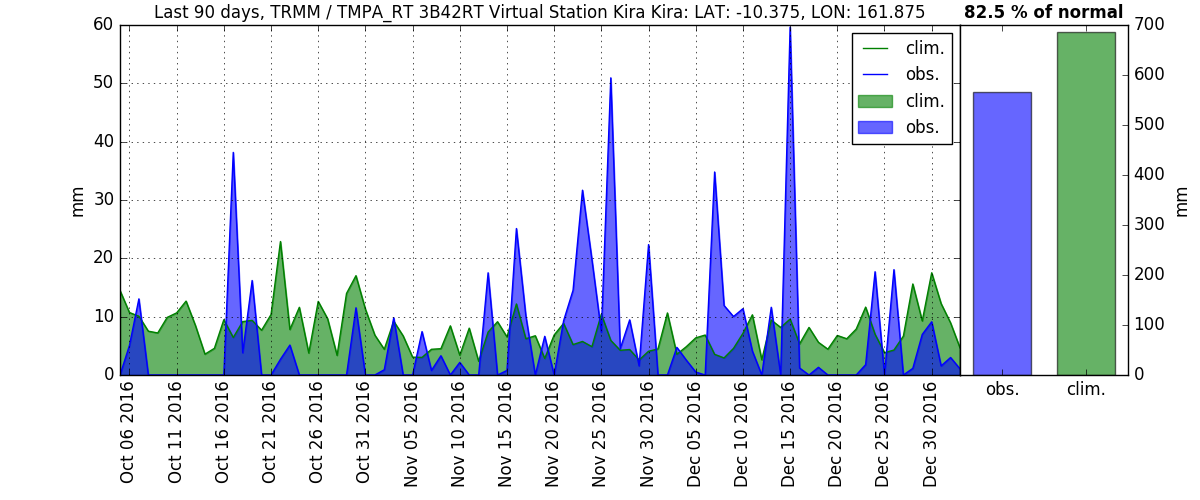 Last 90 days, TRMM / TMPA_RT 3B42RT Virtual Station Kira Kira: LAT: -10.375, LON: 161.875
82.5 % of normal
60
50
40
30
20
10
0
mm
clim.
obs.
clim.
obs.
700
600
500
400
300
200
100
0
mm
obs.
clim.
Oct 06 2016
Oct 11 2016
Oct 16 2016
Oct 21 2016
Oct 26 2016
Oct 31 2016
Nov 05 2016
Nov 10 2016
Nov 15 2016
Nov 20 2016
Nov 25 2016
Nov 30 2016
Dec 05 2016
Dec 10 2016
Dec 15 2016
Dec 20 2016
Dec 25 2016
Dec 30 2016